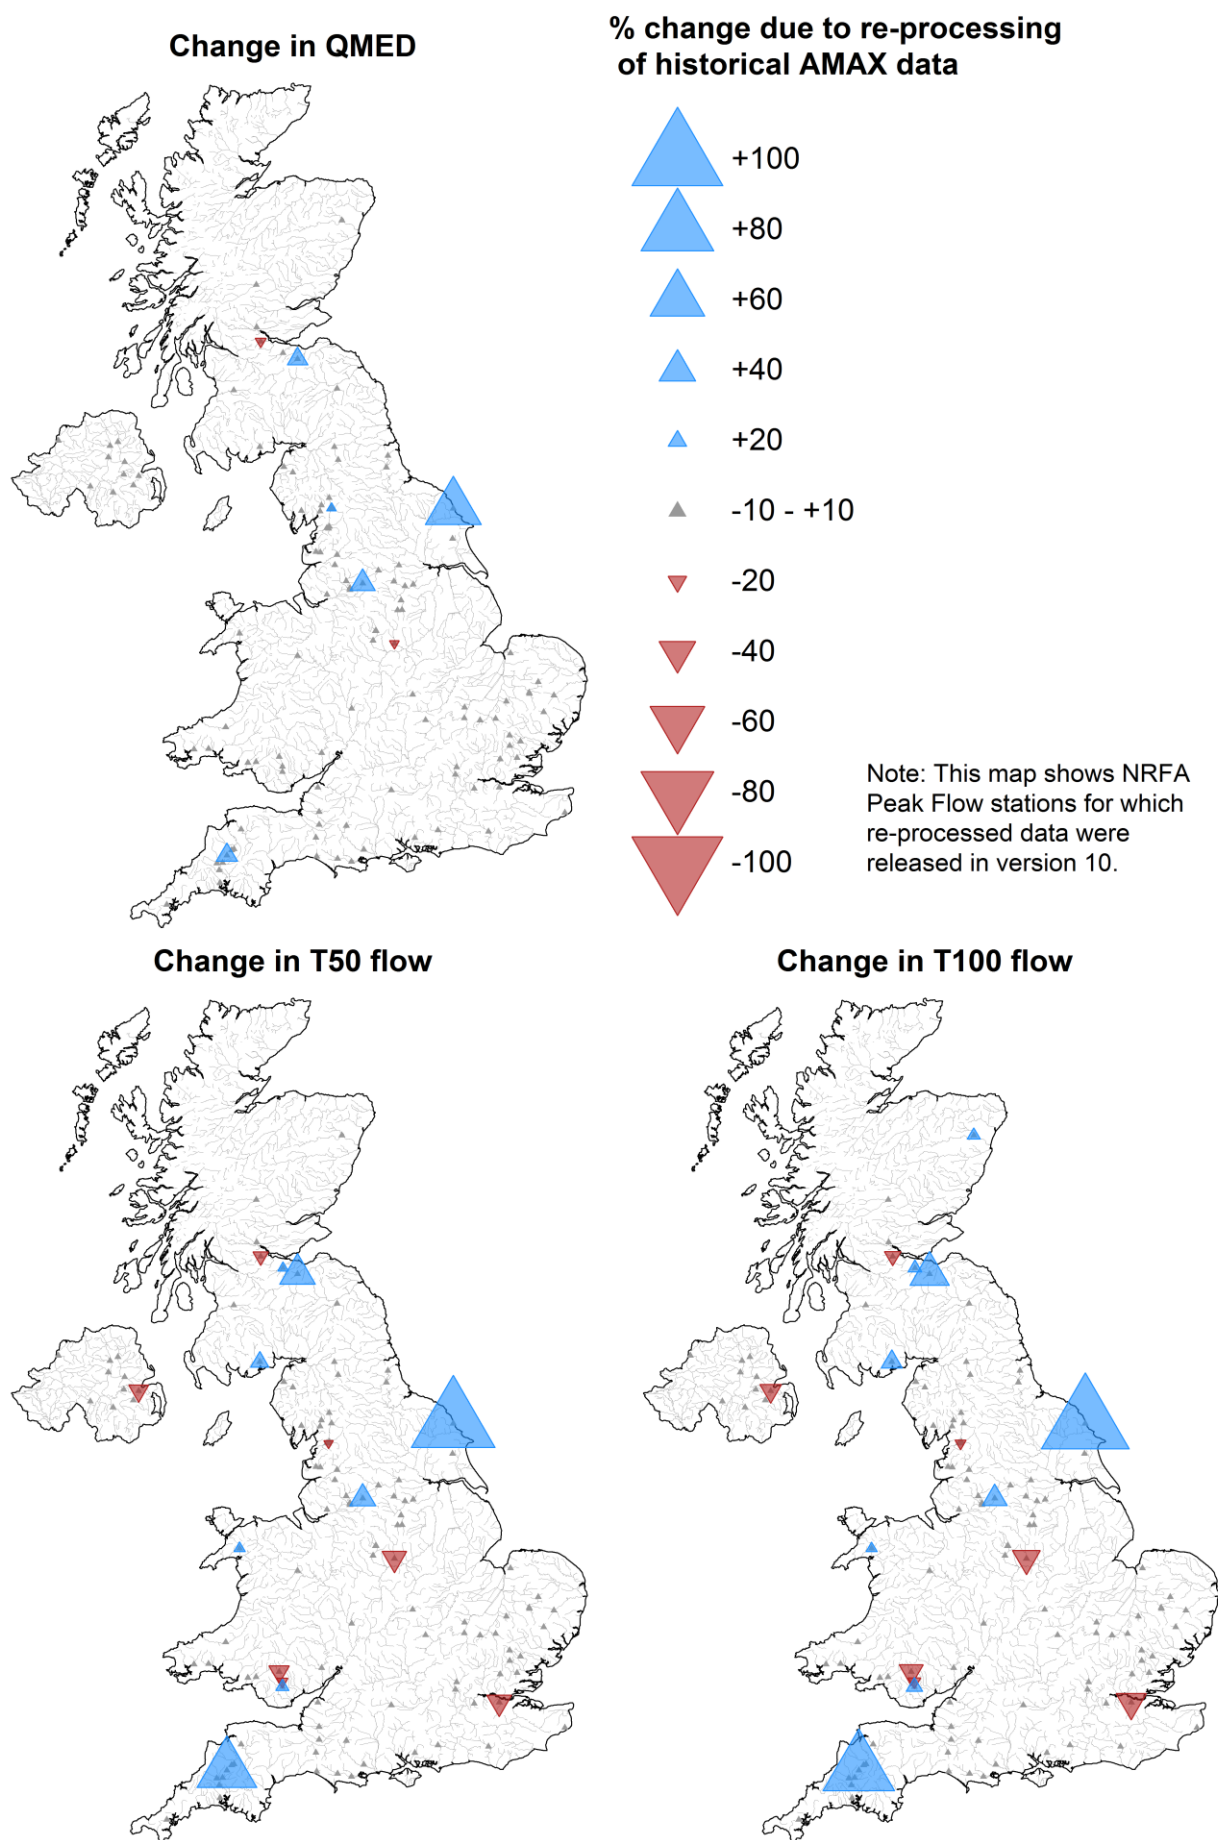 Change in QMED
% change due to re-processing
of historical AMAX data
+100
+80
+60
+40
+20
-10 - +10
-20
-40
-60
-80
-100
Note: This map shows NRFA
Peak Flow stations for which
re-processed data were
released in version 10.
Change in T50 flow
Change in T100 flow